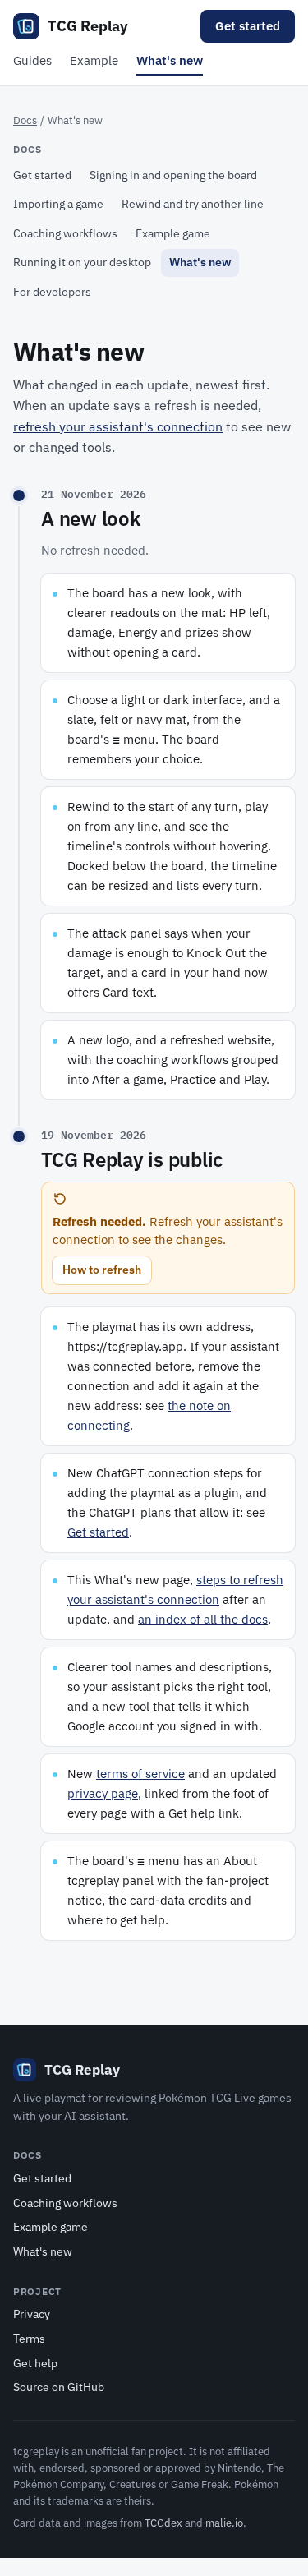 TCG Replay
Get started
Guides Example What's new
Docs / What's new
DOCS
Get started Signing in and opening the board
Importing a game Rewind and try another line
Coaching workflows Example game
Running it on your desktop What's new
For developers
What's new
What changed in each update, newest first.
When an update says a refresh is needed,
refresh your assistant's connection to see new
or changed tools.
21 November 2026
A new look
No refresh needed.
The board has a new look, with
clearer readouts on the mat: HP left,
damage, Energy and prizes show
without opening a card.
Choose a light or dark interface, and a
slate, felt or navy mat, from the
board's ≡ menu. The board
remembers your choice.
Rewind to the start of any turn, play
on from any line, and see the
timeline's controls without hovering.
Docked below the board, the timeline
can be resized and lists every turn.
The attack panel says when your
damage is enough to Knock Out the
target, and a card in your hand now
offers Card text.
A new logo, and a refreshed website,
with the coaching workflows grouped
into After a game, Practice and Play.
19 November 2026
TCG Replay is public
Refresh needed. Refresh your assistant's
connection to see the changes.
How to refresh
The playmat has its own address,
https://tcgreplay.app. If your assistant
was connected before, remove the
connection and add it again at the
new address: see the note on
connecting.
New ChatGPT connection steps for
adding the playmat as a plugin, and
the ChatGPT plans that allow it: see
Get started.
This What's new page, steps to refresh
your assistant's connection after an
update, and an index of all the docs.
Clearer tool names and descriptions,
so your assistant picks the right tool,
and a new tool that tells it which
Google account you signed in with.
New terms of service and an updated
privacy page, linked from the foot of
every page with a Get help link.
The board's ≡ menu has an About
tcgreplay panel with the fan-project
notice, the card-data credits and
where to get help.
TCG Replay
A live playmat for reviewing Pokémon TCG Live games
with your AI assistant.
DOCS
Get started
Coaching workflows
Example game
What's new
PROJECT
Privacy
Terms
Get help
Source on GitHub
tcgreplay is an unofficial fan project. It is not affiliated
with, endorsed, sponsored or approved by Nintendo, The
Pokémon Company, Creatures or Game Freak. Pokémon
and its trademarks are theirs.
Card data and images from TCGdex and malie.io.